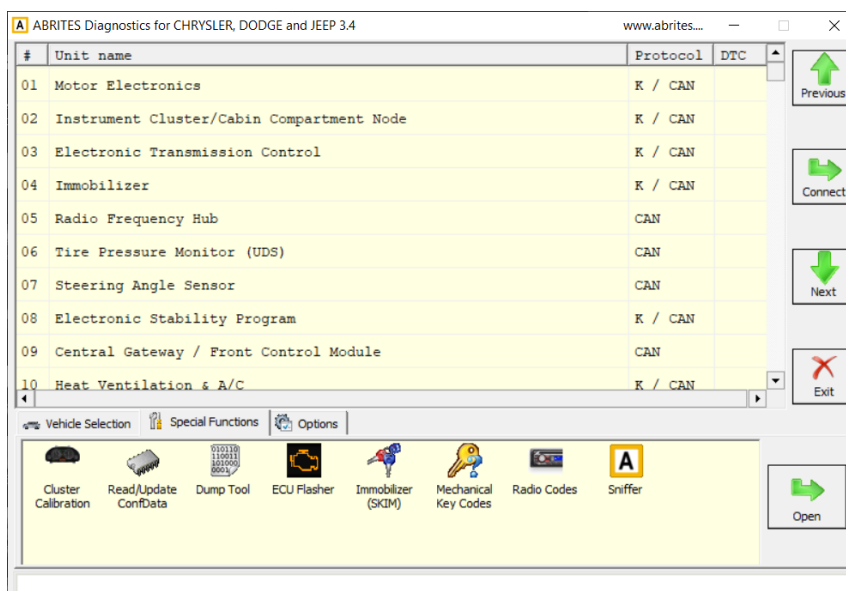 A ABRITES Diagnostics for CHRYSLER, DODGE and JEEP 3.4 www.abrites....
# Unit name Protocol DTC
01 Motor Electronics K / CAN
02 Instrument Cluster/Cabin Compartment Node K / CAN
03 Electronic Transmission Control K / CAN
04 Immobilizer K / CAN
05 Radio Frequency Hub CAN
06 Tire Pressure Monitor (UDS) CAN
07 Steering Angle Sensor CAN
08 Electronic Stability Program K / CAN
09 Central Gateway / Front Control Module CAN
10 Heat Ventilation & A/C K / CAN
Previous
Connect
Next
Exit
Vehicle Selection Special Functions Options
010110
110011
101000
0001
A
Cluster Calibration
Read/Update ConfData
Dump Tool
ECU Flasher
Immobilizer (SKIM)
Mechanical Key Codes
Radio Codes
Sniffer
Open